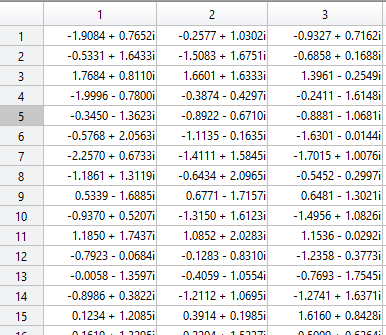 1 2 3
1 -1.9084 + 0.7652i -0.2577 + 1.0302i -0.9327 + 0.7162i
2 -0.5331 + 1.6433i -1.5083 + 1.6751i -0.6858 + 0.1688i
3 1.7684 + 0.8110i 1.6601 + 1.6333i 1.3961 - 0.2549i
4 -1.9996 - 0.7800i -0.3874 - 0.4297i -0.2411 - 1.6148i
5 -0.3450 - 1.3623i -0.8922 - 0.6710i -0.8881 - 1.0681i
6 -0.5768 + 2.0563i -1.1135 - 0.1635i -1.6301 - 0.0144i
7 -2.2570 + 0.6733i -1.4111 + 1.5845i -1.7015 + 1.0076i
8 -1.1861 + 1.3119i -0.6434 + 2.0965i -0.5452 - 0.2997i
9 0.5339 - 1.6885i 0.6771 - 1.7157i 0.6481 - 1.3021i
10 -0.9370 + 0.5207i -1.3150 + 1.6123i -1.4956 + 1.0826i
11 1.1850 + 1.7437i 1.0852 + 2.0283i 1.1536 - 0.0292i
12 -0.7923 - 0.0684i -0.1283 - 0.8310i -1.2358 - 0.3773i
13 -0.0058 - 1.3597i -0.4059 - 1.0554i -0.7693 - 1.7545i
14 -0.8986 + 0.3822i -1.2112 + 1.0695i -1.2741 + 1.6371i
15 0.1234 + 1.2085i 0.3914 + 0.1985i 1.6160 + 0.8428i